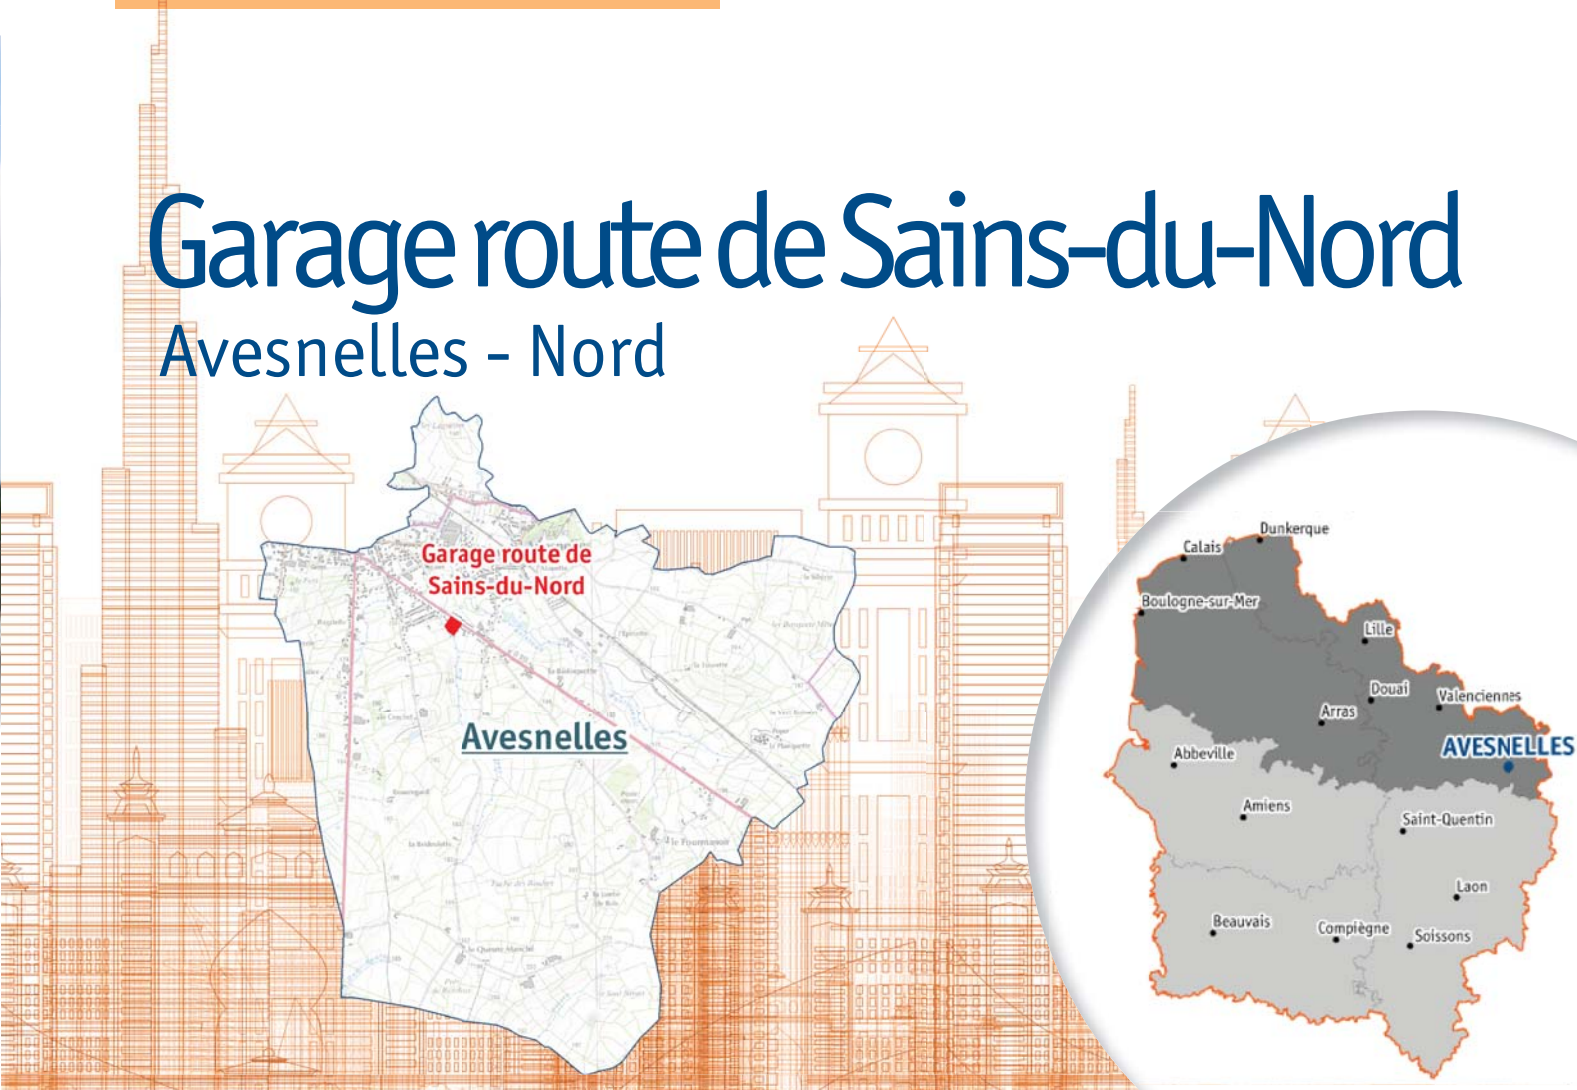 Garage route de Sains-du-Nord
Avesnelles - Nord
Garage route de
Sains-du-Nord
Avesnelles
Dunkerque
Calais
Boulogne-sur-Mer
Lille
Douai
Valenciennes
Arras
AVESNELLES
Abbeville
Amiens
Saint-Quentin
Laon
Beauvais
Compiègne
Soissons